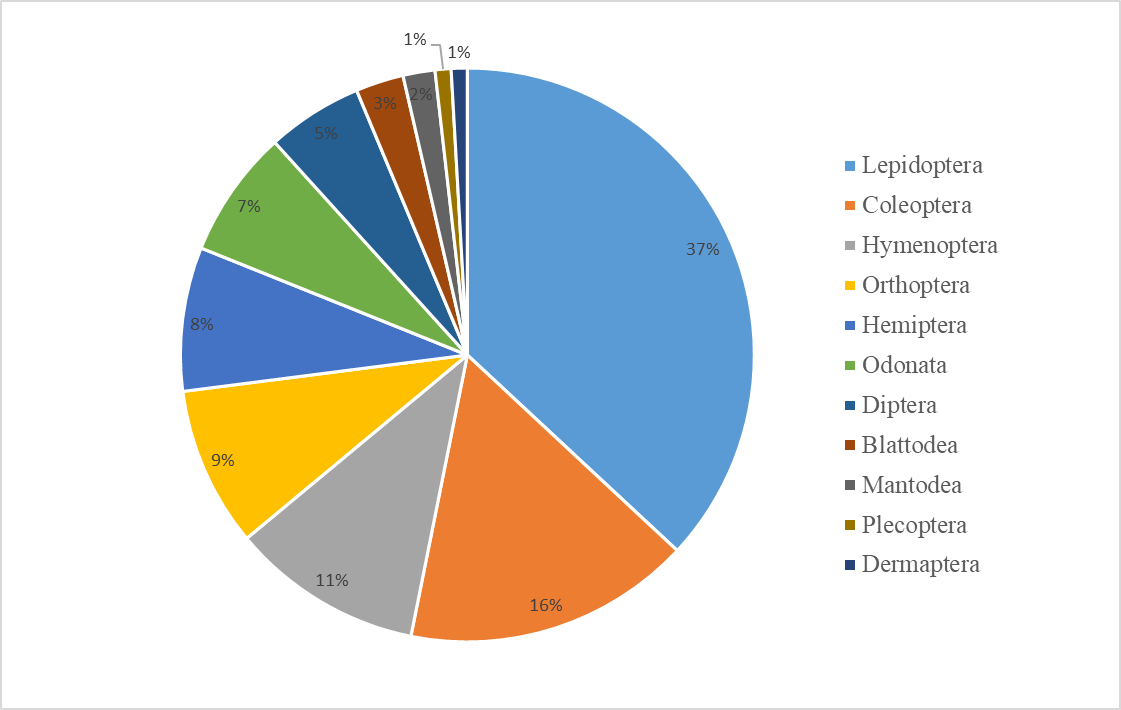 1%
1%
2%
3%
5%
7%
8%
9%
11%
16%
37%
Lepidoptera
Coleoptera
Hymenoptera
Orthoptera
Hemiptera
Odonata
Diptera
Blattodea
Mantodea
Plecoptera
Dermaptera